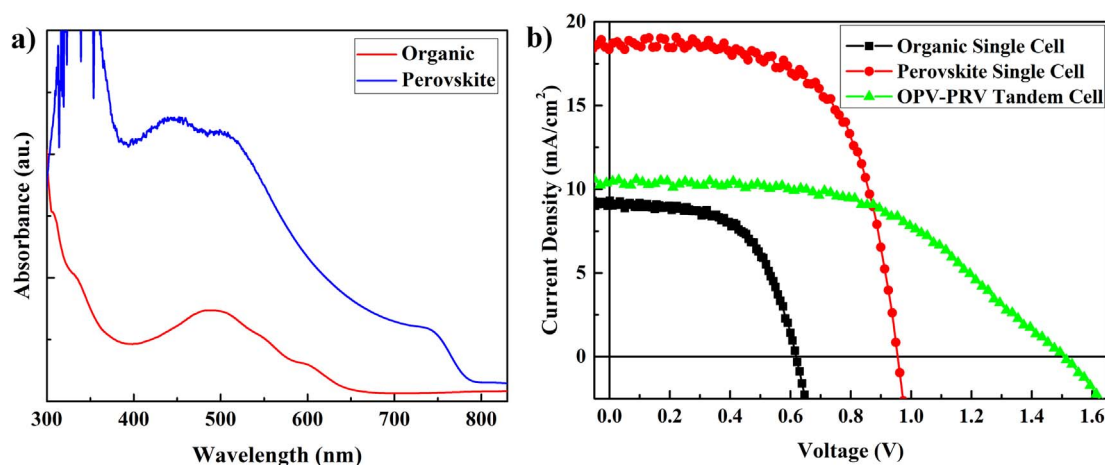 a)
Organic
Perovskite
Absorbance (au.)
300 400 500 600 700 800
Wavelength (nm)
b)
Organic Single Cell
Perovskite Single Cell
OPV-PRV Tandem Cell
Current Density (mA/cm²)
20
15
10
5
0
0.0 0.2 0.4 0.6 0.8 1.0 1.2 1.4 1.6
Voltage (V)